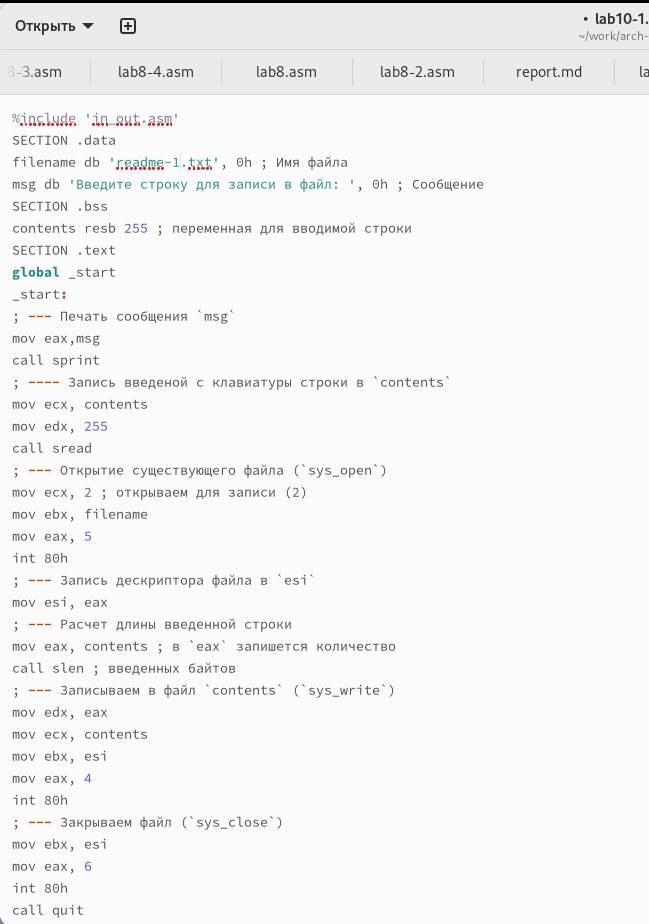 Открыть
• lab10-1.
~/work/arch-
8-3.asm lab8-4.asm lab8.asm lab8-2.asm report.md la
%include 'in_out.asm'
SECTION .data
filename db 'readme-1.txt', 0h ; Имя файла
msg db 'Введите строку для записи в файл: ', 0h ; Сообщение
SECTION .bss
contents resb 255 ; переменная для вводимой строки
SECTION .text
global _start
_start:
; --- Печать сообщения `msg`
mov eax,msg
call sprint
; ---- Запись введеной с клавиатуры строки в `contents`
mov ecx, contents
mov edx, 255
call sread
; --- Открытие существующего файла (`sys_open`)
mov ecx, 2 ; открываем для записи (2)
mov ebx, filename
mov eax, 5
int 80h
; --- Запись дескриптора файла в `esi`
mov esi, eax
; --- Расчет длины введенной строки
mov eax, contents ; в `eax` запишется количество
call slen ; введенных байтов
; --- Записываем в файл `contents` (`sys_write`)
mov edx, eax
mov ecx, contents
mov ebx, esi
mov eax, 4
int 80h
; --- Закрываем файл (`sys_close`)
mov ebx, esi
mov eax, 6
int 80h
call quit